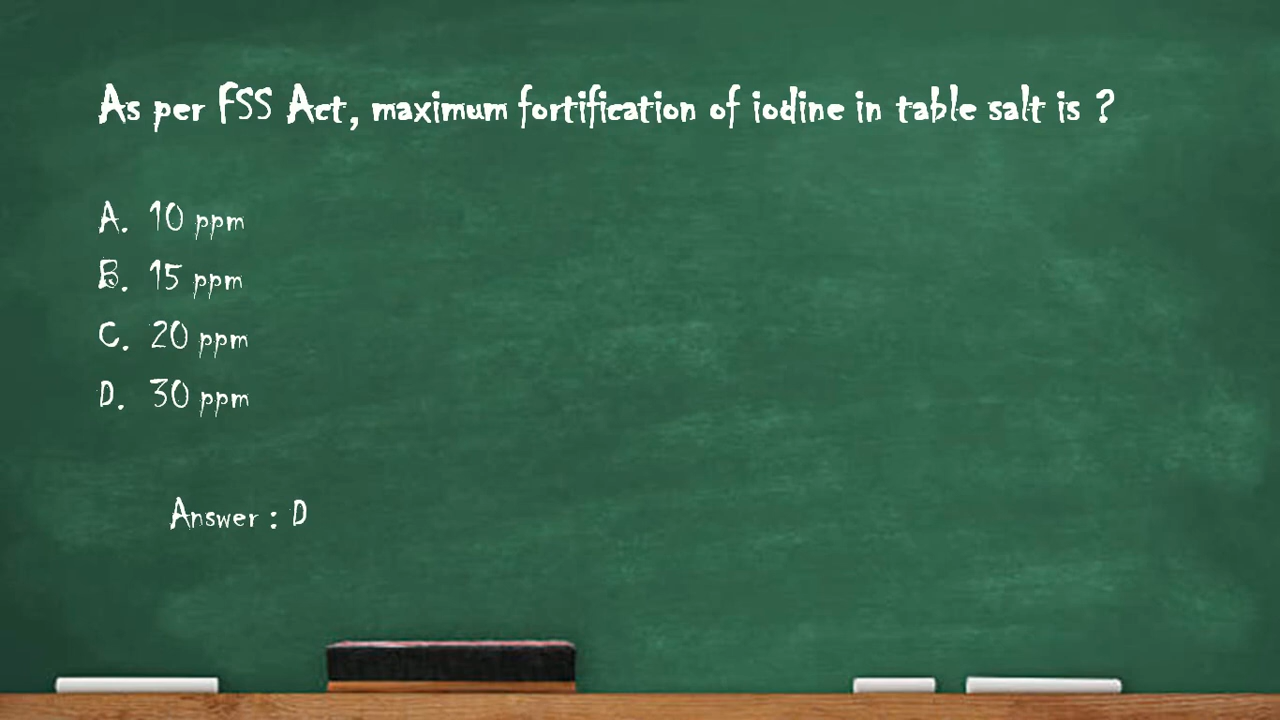 As per FSS Act, maximum fortification of iodine in table salt is ?
A. 10 ppm
B. 15 ppm
C. 20 ppm
D. 30 ppm
Answer : D